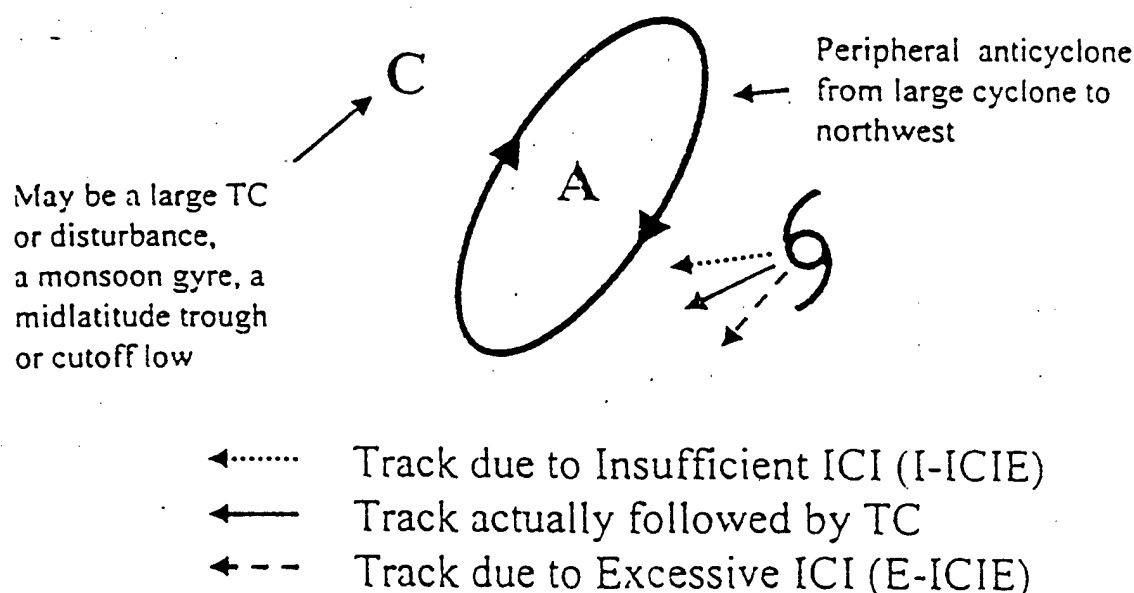 C
Peripheral anticyclone
from large cyclone to
northwest
A
May be a large TC
or disturbance,
a monsoon gyre, a
midlatitude trough
or cutoff low
Track due to Insufficient ICI (I-ICIE)
Track actually followed by TC
Track due to Excessive ICI (E-ICIE)